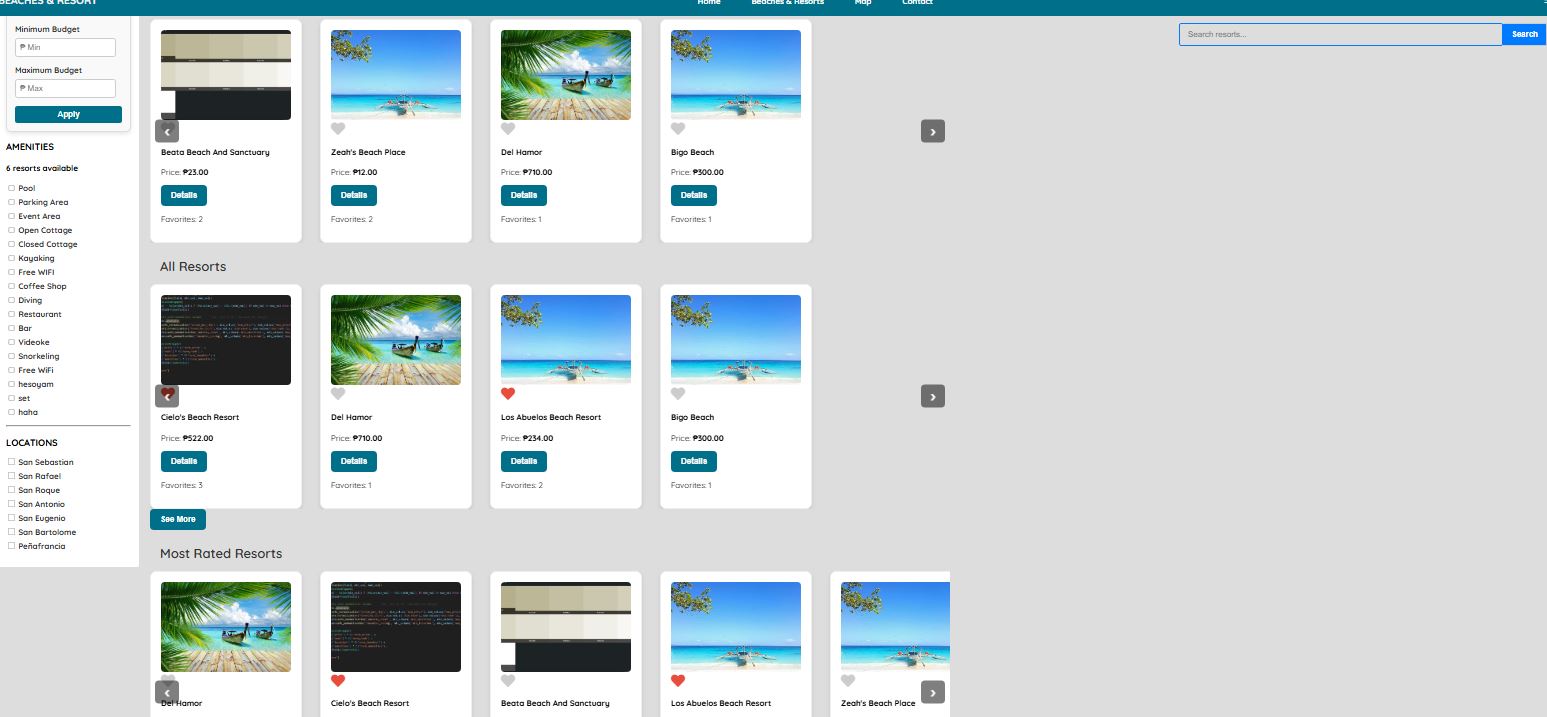 BEACHES & RESORT
Home
Beaches & Resorts
Map
Contact
Search resorts...
Search
Minimum Budget
₱ Min
Maximum Budget
₱ Max
Apply
AMENITIES
6 resorts available
Pool
Parking Area
Event Area
Open Cottage
Closed Cottage
Kayaking
Free WIFI
Coffee Shop
Diving
Restaurant
Bar
Videoke
Snorkeling
Free WiFi
hesoyam
set
haha
LOCATIONS
San Sebastian
San Rafael
San Roque
San Antonio
San Eugenio
San Bartolome
Peñafrancia
Beata Beach And Sanctuary
Price: ₱23.00
Details
Favorites: 2
Zeah's Beach Place
Price: ₱12.00
Details
Favorites: 2
Del Hamor
Price: ₱710.00
Details
Favorites: 1
Bigo Beach
Price: ₱300.00
Details
Favorites: 1
All Resorts
Cielo's Beach Resort
Price: ₱522.00
Details
Favorites: 3
Del Hamor
Price: ₱710.00
Details
Favorites: 1
Los Abuelos Beach Resort
Price: ₱234.00
Details
Favorites: 2
Bigo Beach
Price: ₱300.00
Details
Favorites: 1
See More
Most Rated Resorts
Del Hamor
Cielo's Beach Resort
Beata Beach And Sanctuary
Los Abuelos Beach Resort
Zeah's Beach Place